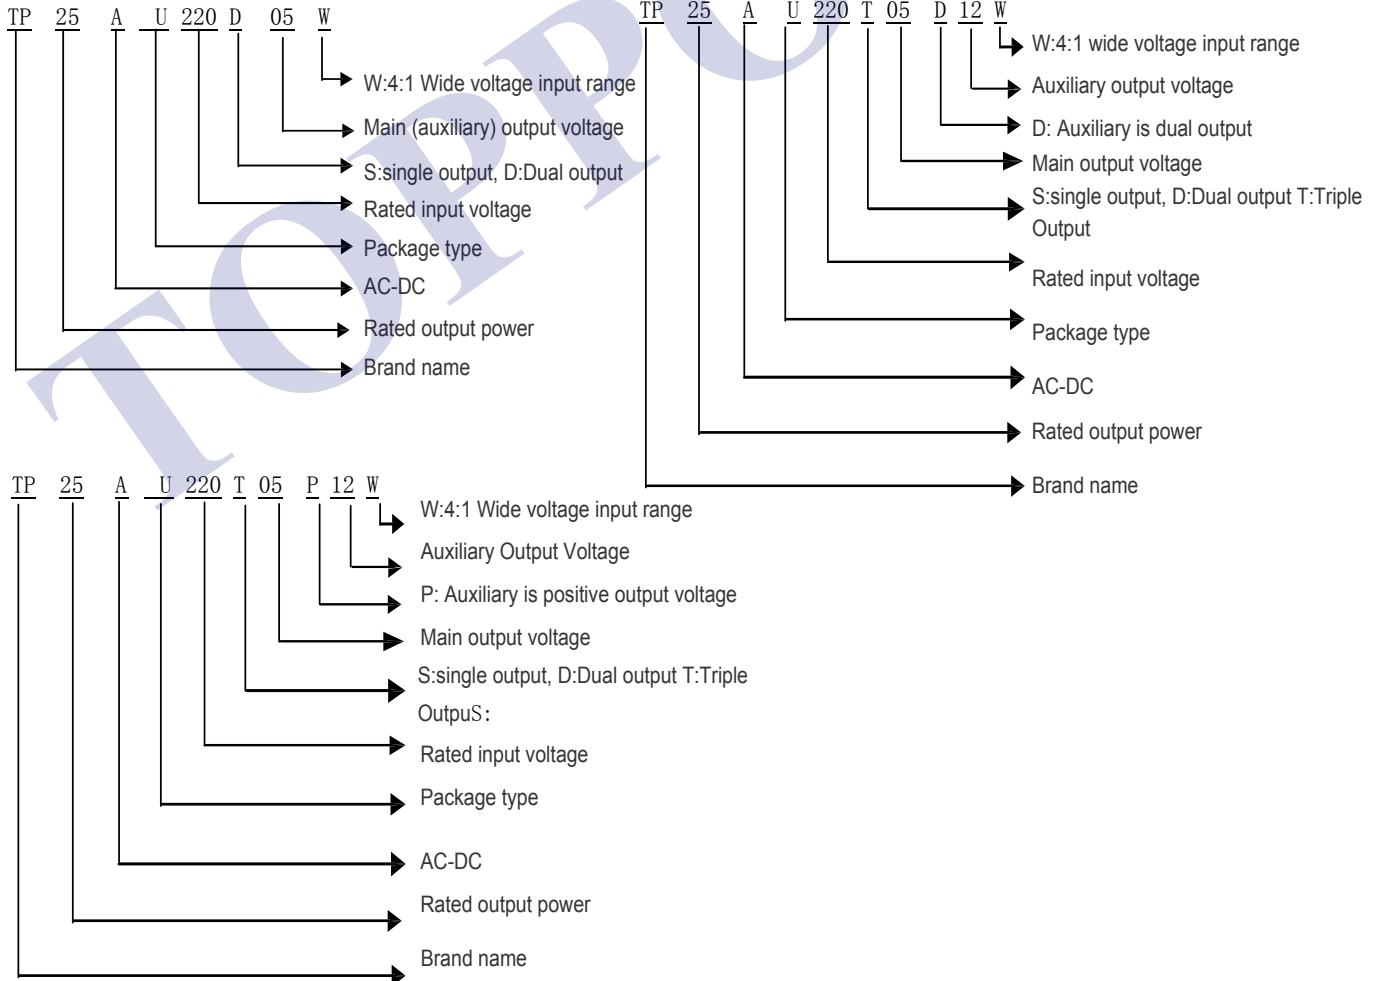 TP 25 A U 220 D 05 W
W:4:1 Wide voltage input range
Main (auxiliary) output voltage
S:single output, D:Dual output
Rated input voltage
Package type
AC-DC
Rated output power
Brand name
TP 25 A U 220 T 05 D 12 W
W:4:1 wide voltage input range
Auxiliary output voltage
D: Auxiliary is dual output
Main output voltage
S:single output, D:Dual output T:Triple
Output
Rated input voltage
Package type
AC-DC
Rated output power
Brand name
TP 25 A U 220 T 05 P 12 W
W:4:1 Wide voltage input range
Auxiliary Output Voltage
P: Auxiliary is positive output voltage
Main output voltage
S:single output, D:Dual output T:Triple
OutpuS:
Rated input voltage
Package type
AC-DC
Rated output power
Brand name